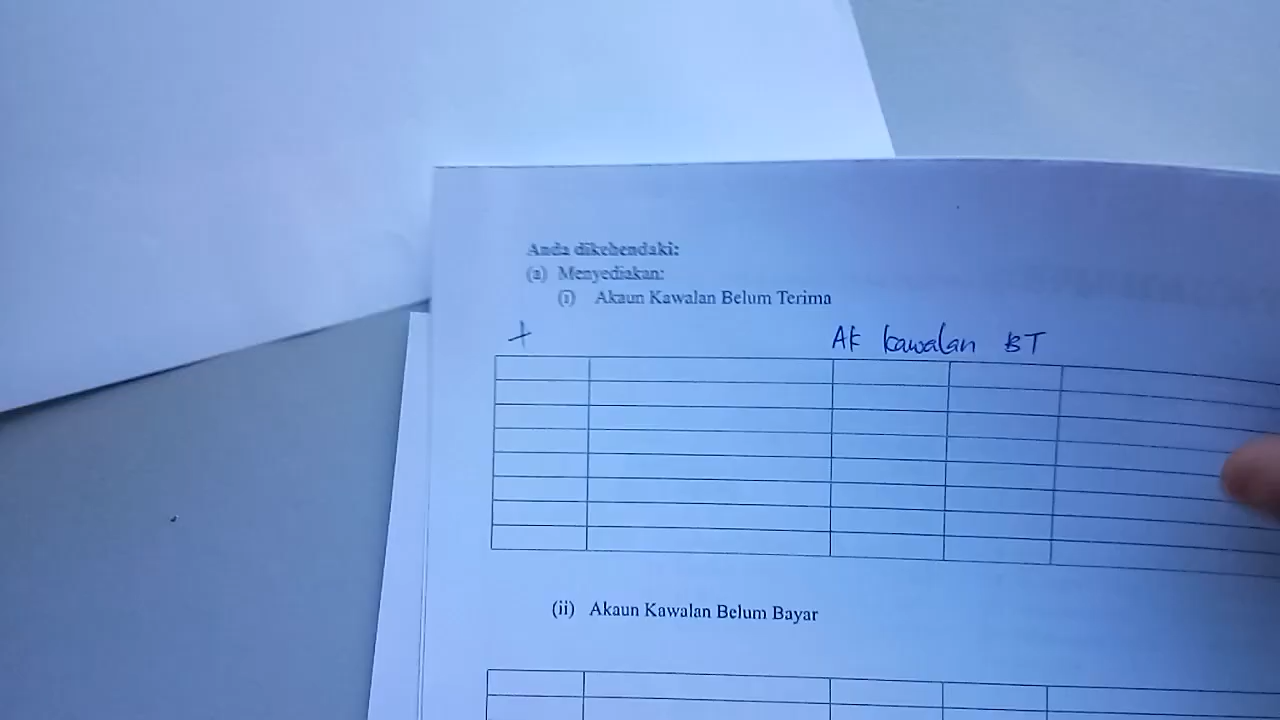 Anda dikehendaki:
(a) Menyediakan:
(i) Akaun Kawalan Belum Terima
+ Ak kawalan BT
(ii) Akaun Kawalan Belum Bayar